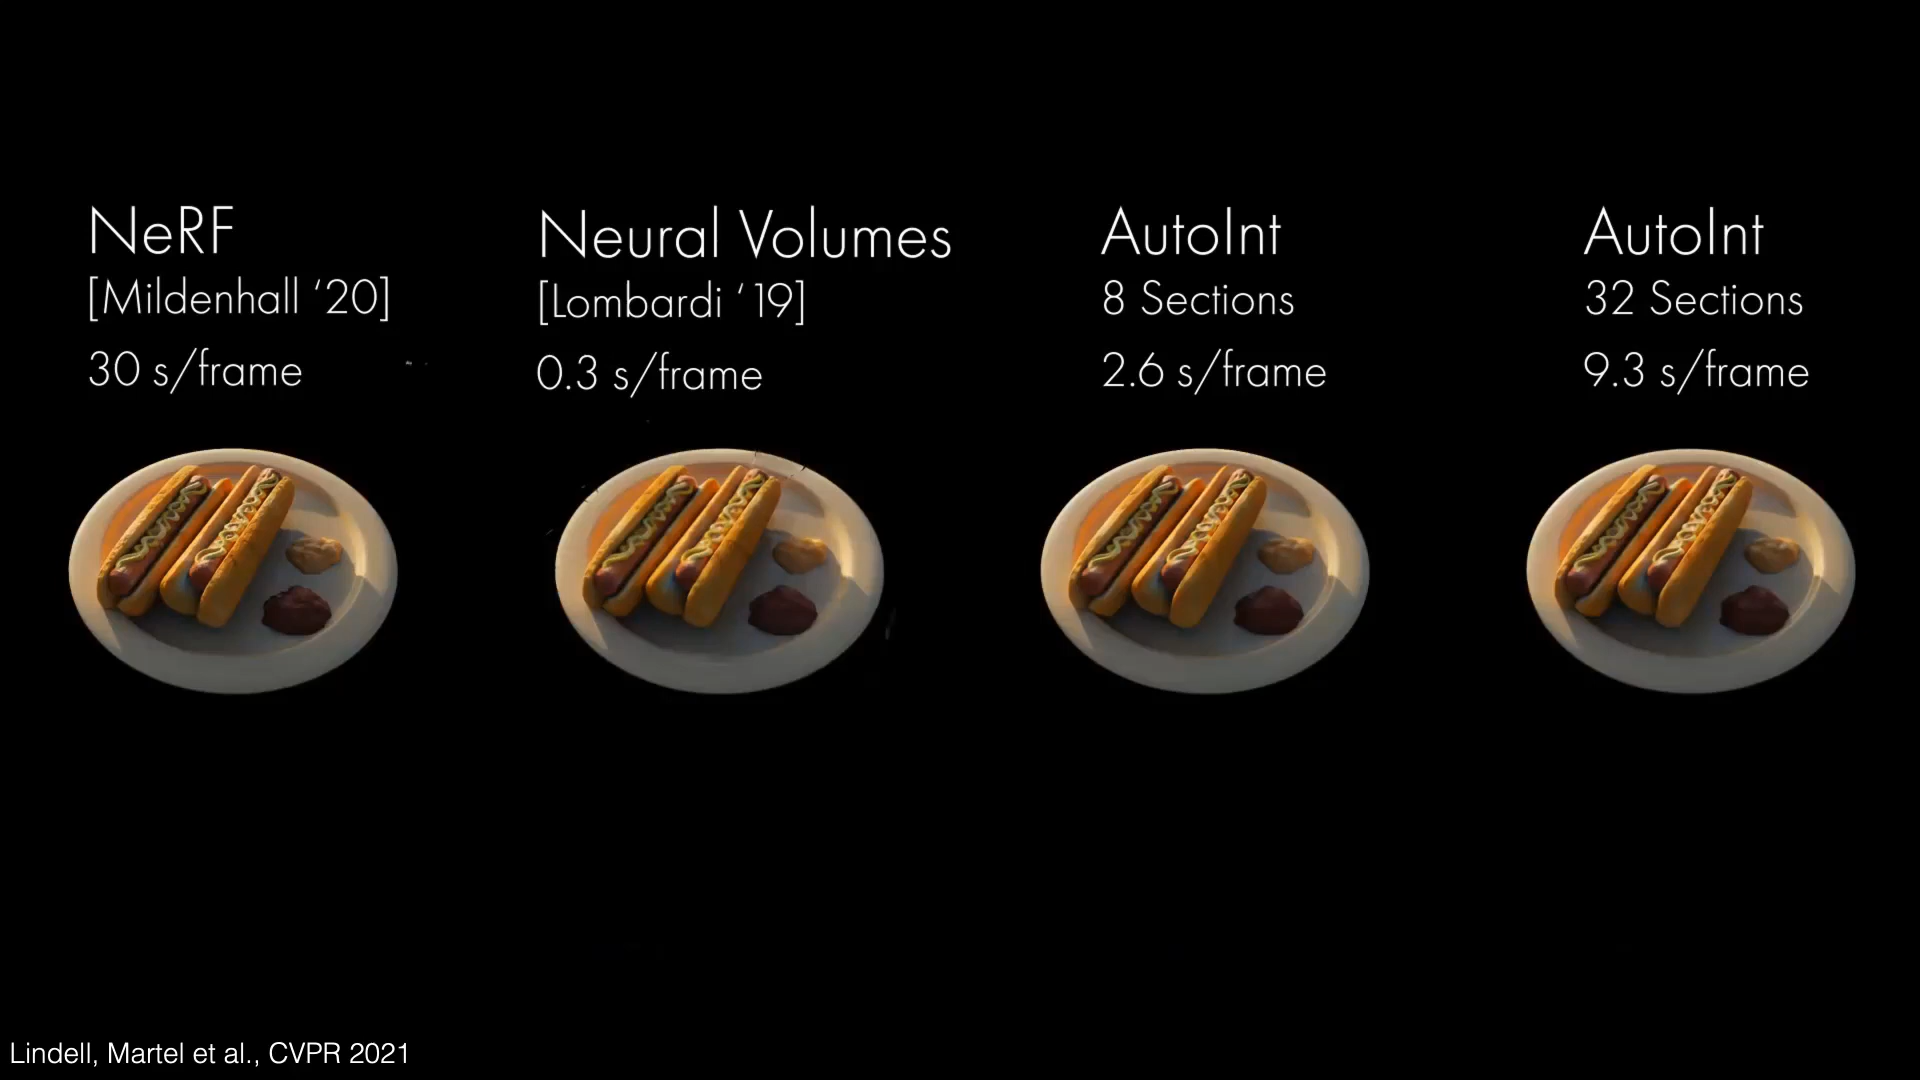 NeRF
[Mildenhall ‘20]
30 s/frame
Neural Volumes
[Lombardi ‘19]
0.3 s/frame
AutoInt
8 Sections
2.6 s/frame
AutoInt
32 Sections
9.3 s/frame
Lindell, Martel et al., CVPR 2021